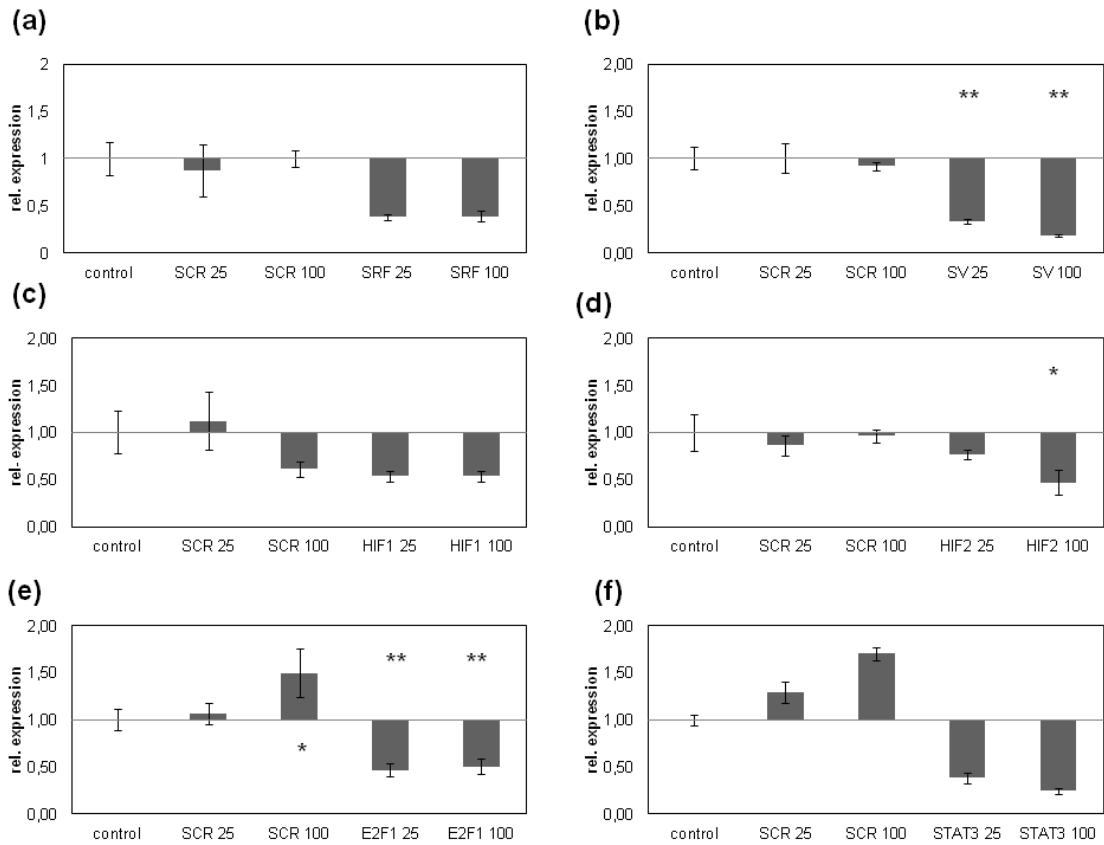 (a)
2
1,5
1
0,5
0
rel. expression
control SCR 25 SCR 100 SRF 25 SRF 100
(b)
2,00
1,50
1,00
0,50
0,00
rel. expression
** **
control SCR 25 SCR 100 SV 25 SV 100
(c)
2,00
1,50
1,00
0,50
0,00
rel- expression
control SCR 25 SCR 100 HIF1 25 HIF1 100
(d)
2,00
1,50
1,00
0,50
0,00
rel. expression
*
control SCR 25 SCR 100 HIF2 25 HIF2 100
(e)
2,00
1,50
1,00
0,50
0,00
rel. expression
** **
*
control SCR 25 SCR 100 E2F1 25 E2F1 100
(f)
2,00
1,50
1,00
0,50
0,00
rel. expression
control SCR 25 SCR 100 STAT3 25 STAT3 100